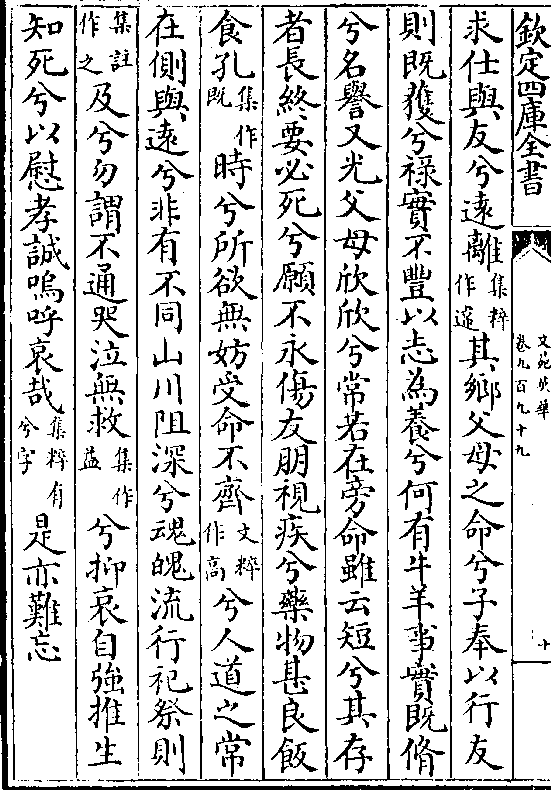 欽定四庫全書
文苑英華
卷九百九十九
十
求仕與友兮遠離集粹作違其鄉父母之命兮子奉以行友
則既獲兮祿實不豐以志為養兮何有牛羊事實既脩
兮名譽又光父母欣欣兮常若在旁命雖云短兮其存
者長終要必死兮願不永傷友朋視疾兮藥物甚良飯
食孔集作既時兮所欲無妨受命不齊文粹作高兮人道之常
在側與遠兮非有不同山川阻深兮魂魄流行祀祭則
集註作之及兮勿謂不通哭泣無救集作益兮抑哀自強推生
知死兮以慰孝誠嗚呼哀哉集粹有兮字是亦難忘